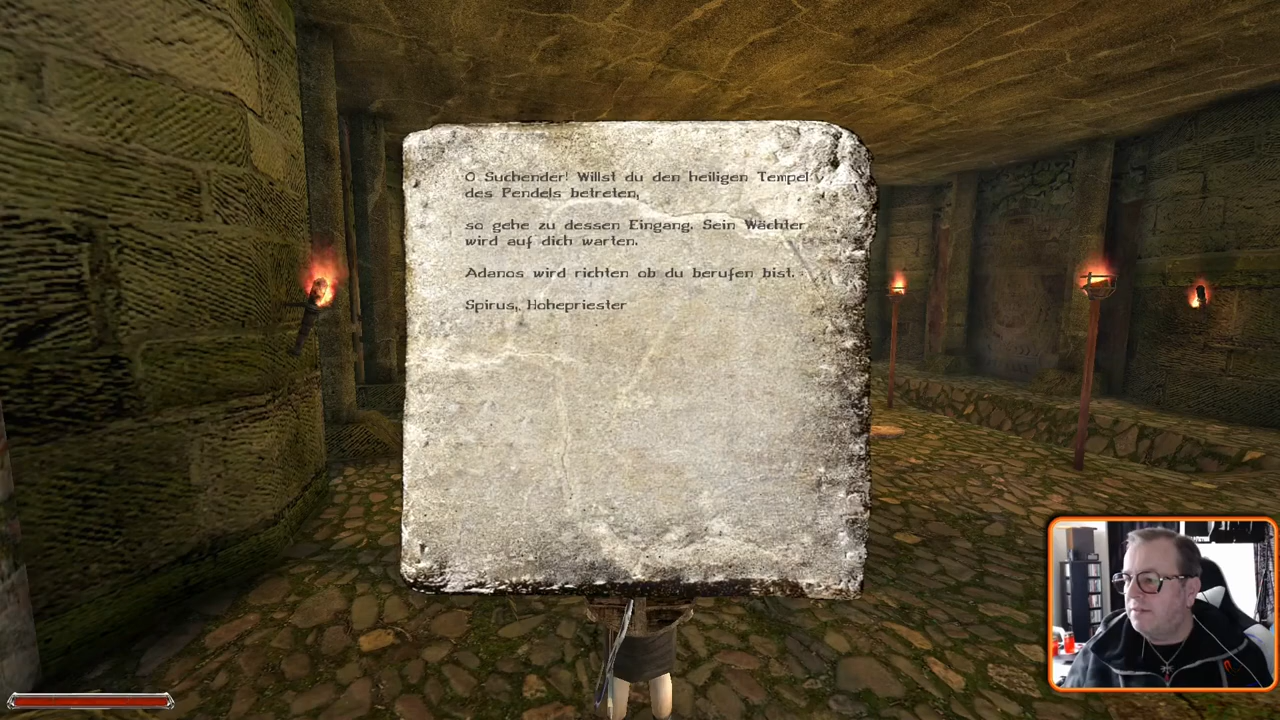 O Suchender! Willst du den heiligen Tempel
des Pendels betreten,
so gehe zu dessen Eingang. Sein Wächter
wird auf dich warten.
Adanos wird richten ob du berufen bist.
Spirus, Hohepriester